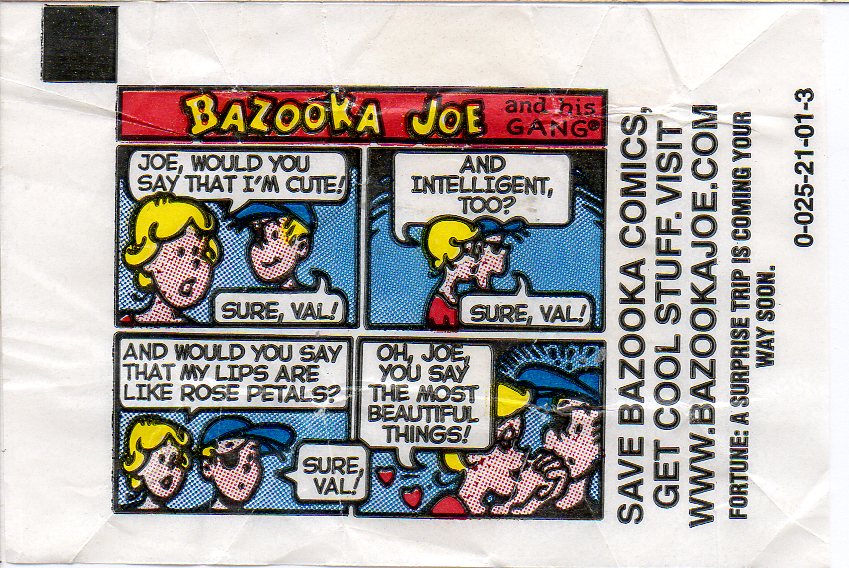 BAZOOKA JOE and his
GANG®
JOE, WOULD YOU
SAY THAT I'M CUTE!
SURE, VAL!
AND
INTELLIGENT,
TOO?
SURE, VAL!
AND WOULD YOU SAY
THAT MY LIPS ARE
LIKE ROSE PETALS?
SURE,
VAL!
OH, JOE,
YOU SAY
THE MOST
BEAUTIFUL
THINGS!
SAVE BAZOOKA COMICS,
GET COOL STUFF. VISIT
WWW.BAZOOKAJOE.COM
FORTUNE: A SURPRISE TRIP IS COMING YOUR
WAY SOON.
0-025-21-01-3